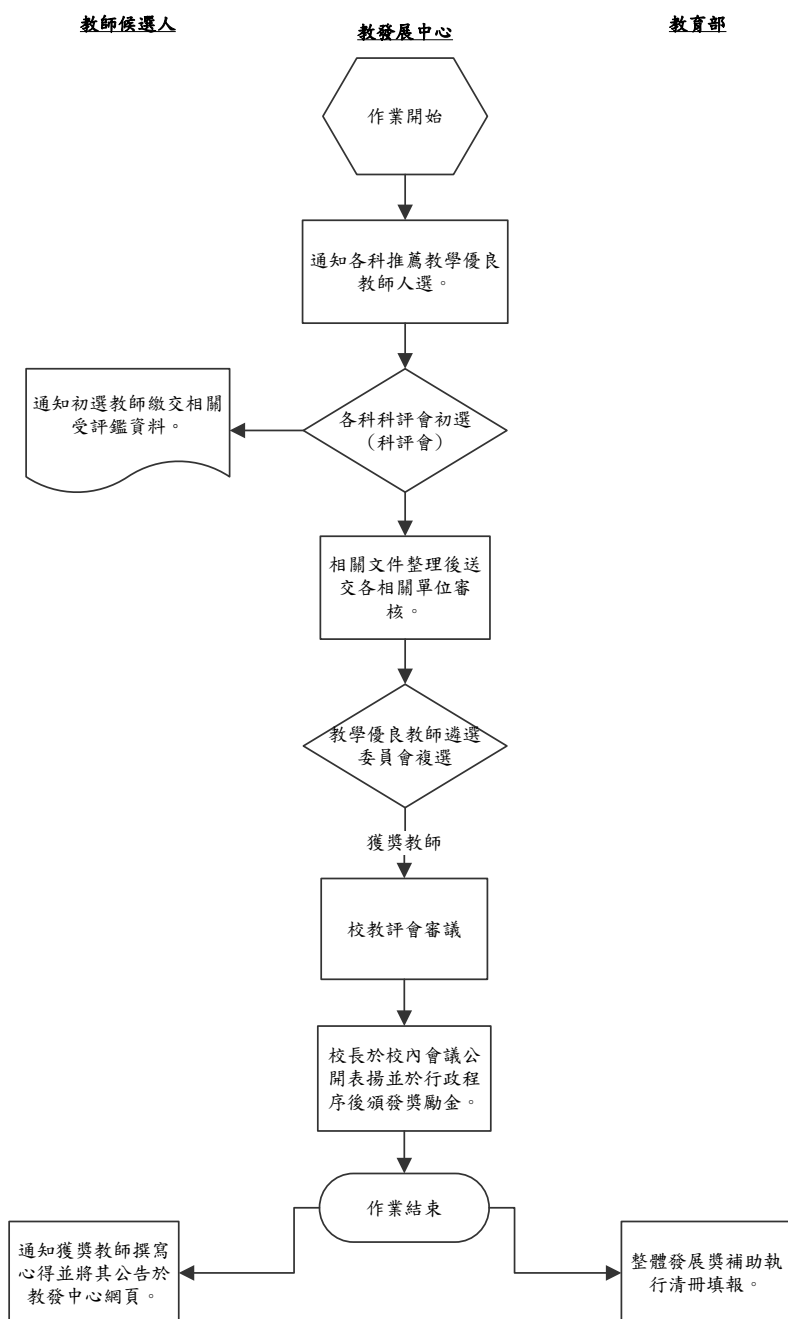 教師候選人
教發展中心
教育部
作業開始
通知各科推薦教學優良
教師人選。
各科科評會初選
(科評會)
通知初選教師繳交相關
受評鑑資料。
相關文件整理後送
交各相關單位審
核。
教學優良教師遴選
委員會複選
獲獎教師
校教評會審議
校長於校內會議公
開表揚並於行政程
序後頒發獎勵金。
作業結束
通知獲獎教師撰寫
心得並將其公告於
教發中心網頁。
整體發展獎補助執
行清冊填報。